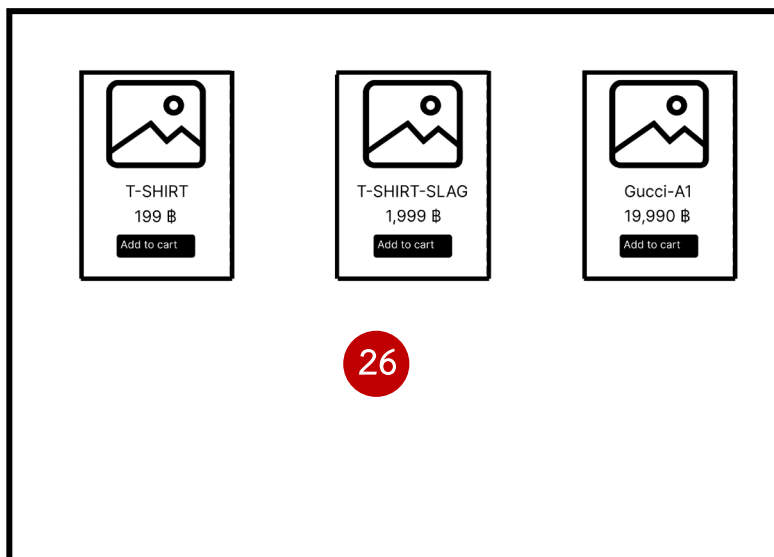 T-SHIRT
199 ฿
Add to cart
T-SHIRT-SLAG
1,999 ฿
Add to cart
Gucci-A1
19,990 ฿
Add to cart
26